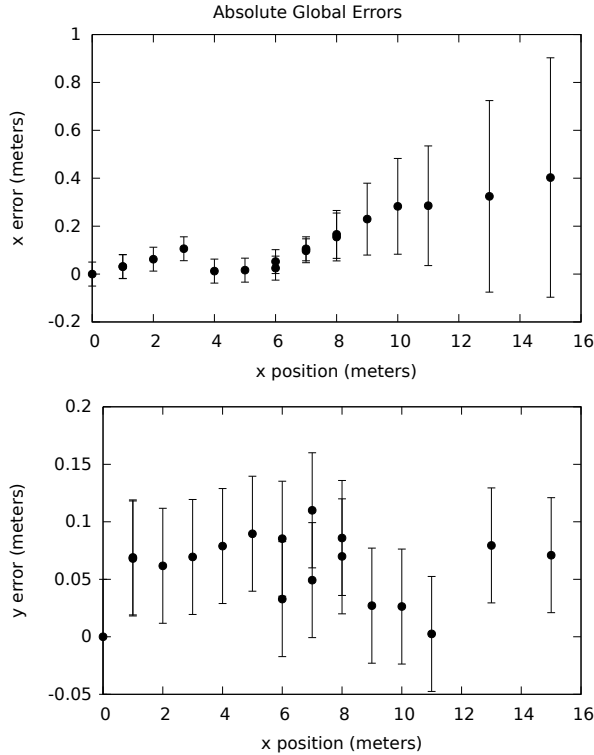 Absolute Global Errors
1
0.8
0.6
0.4
0.2
0
-0.2
x error (meters)
0 2 4 6 8 10 12 14 16
x position (meters)
0.2
0.15
0.1
0.05
0
-0.05
y error (meters)
0 2 4 6 8 10 12 14 16
x position (meters)